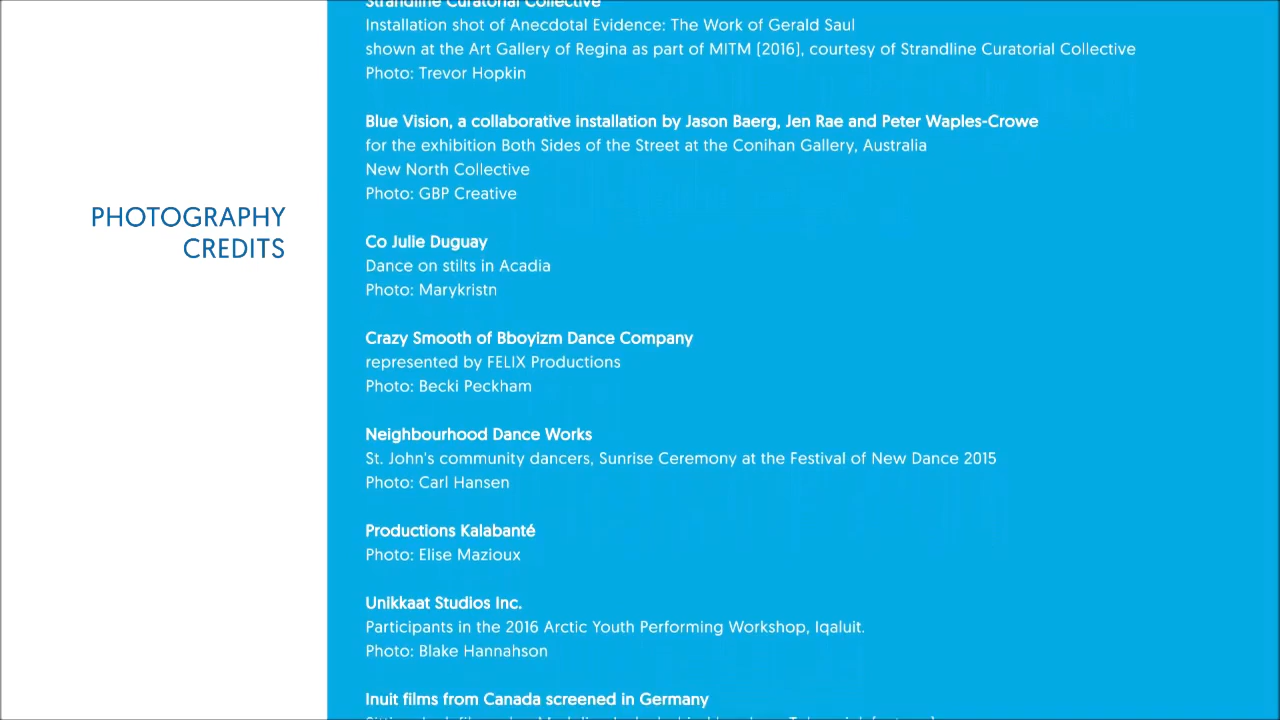 PHOTOGRAPHY
CREDITS
Strandline Curatorial Collective
Installation shot of Anecdotal Evidence: The Work of Gerald Saul
shown at the Art Gallery of Regina as part of MITM (2016), courtesy of Strandline Curatorial Collective
Photo: Trevor Hopkin
Blue Vision, a collaborative installation by Jason Baerg, Jen Rae and Peter Waples-Crowe
for the exhibition Both Sides of the Street at the Conihan Gallery, Australia
New North Collective
Photo: GBP Creative
Co Julie Duguay
Dance on stilts in Acadia
Photo: Marykristn
Crazy Smooth of Bboyizm Dance Company
represented by FELIX Productions
Photo: Becki Peckham
Neighbourhood Dance Works
St. John's community dancers, Sunrise Ceremony at the Festival of New Dance 2015
Photo: Carl Hansen
Productions Kalabanté
Photo: Elise Mazioux
Unikkaat Studios Inc.
Participants in the 2016 Arctic Youth Performing Workshop, Iqaluit.
Photo: Blake Hannahson
Inuit films from Canada screened in Germany